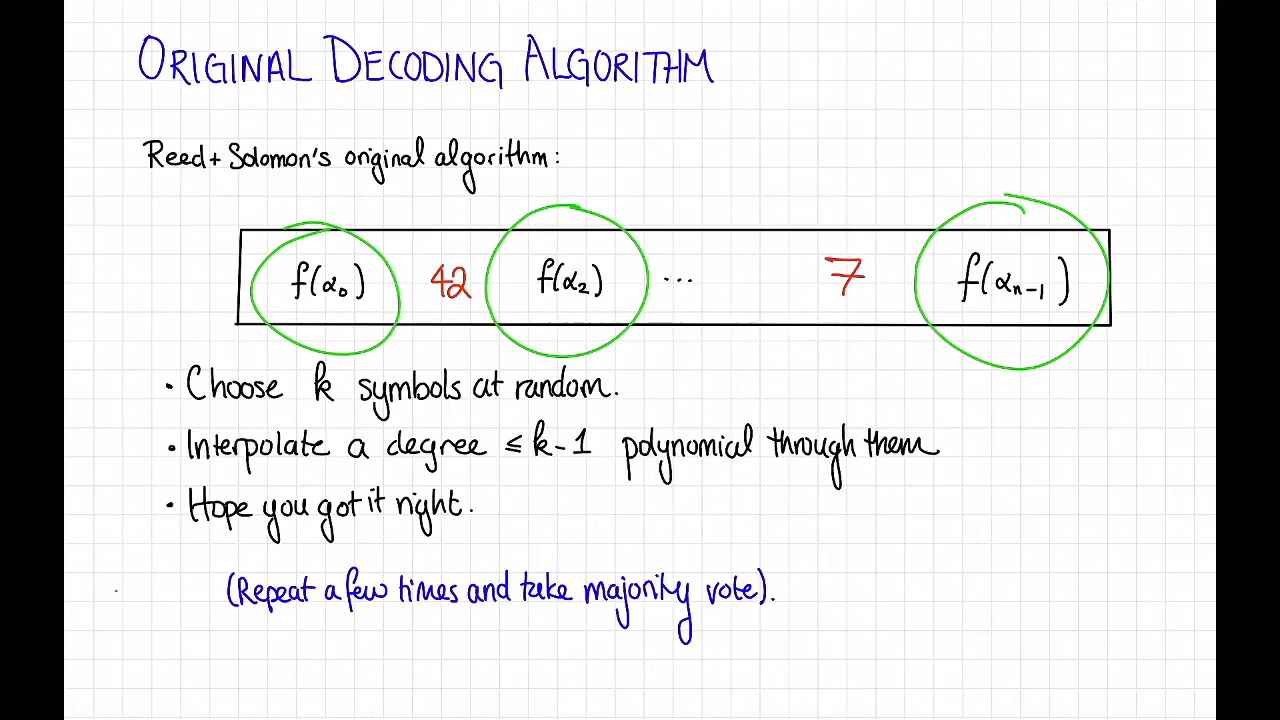 ORIGINAL DECODING ALGORITHM
Reed + Solomon's original algorithm:
f(α₀) 42 f(α₂) ... 7 f(αₙ₋₁)
• Choose k symbols at random.
• Interpolate a degree ≤ k-1 polynomial through them
• Hope you got it right.
(Repeat a few times and take majority vote).